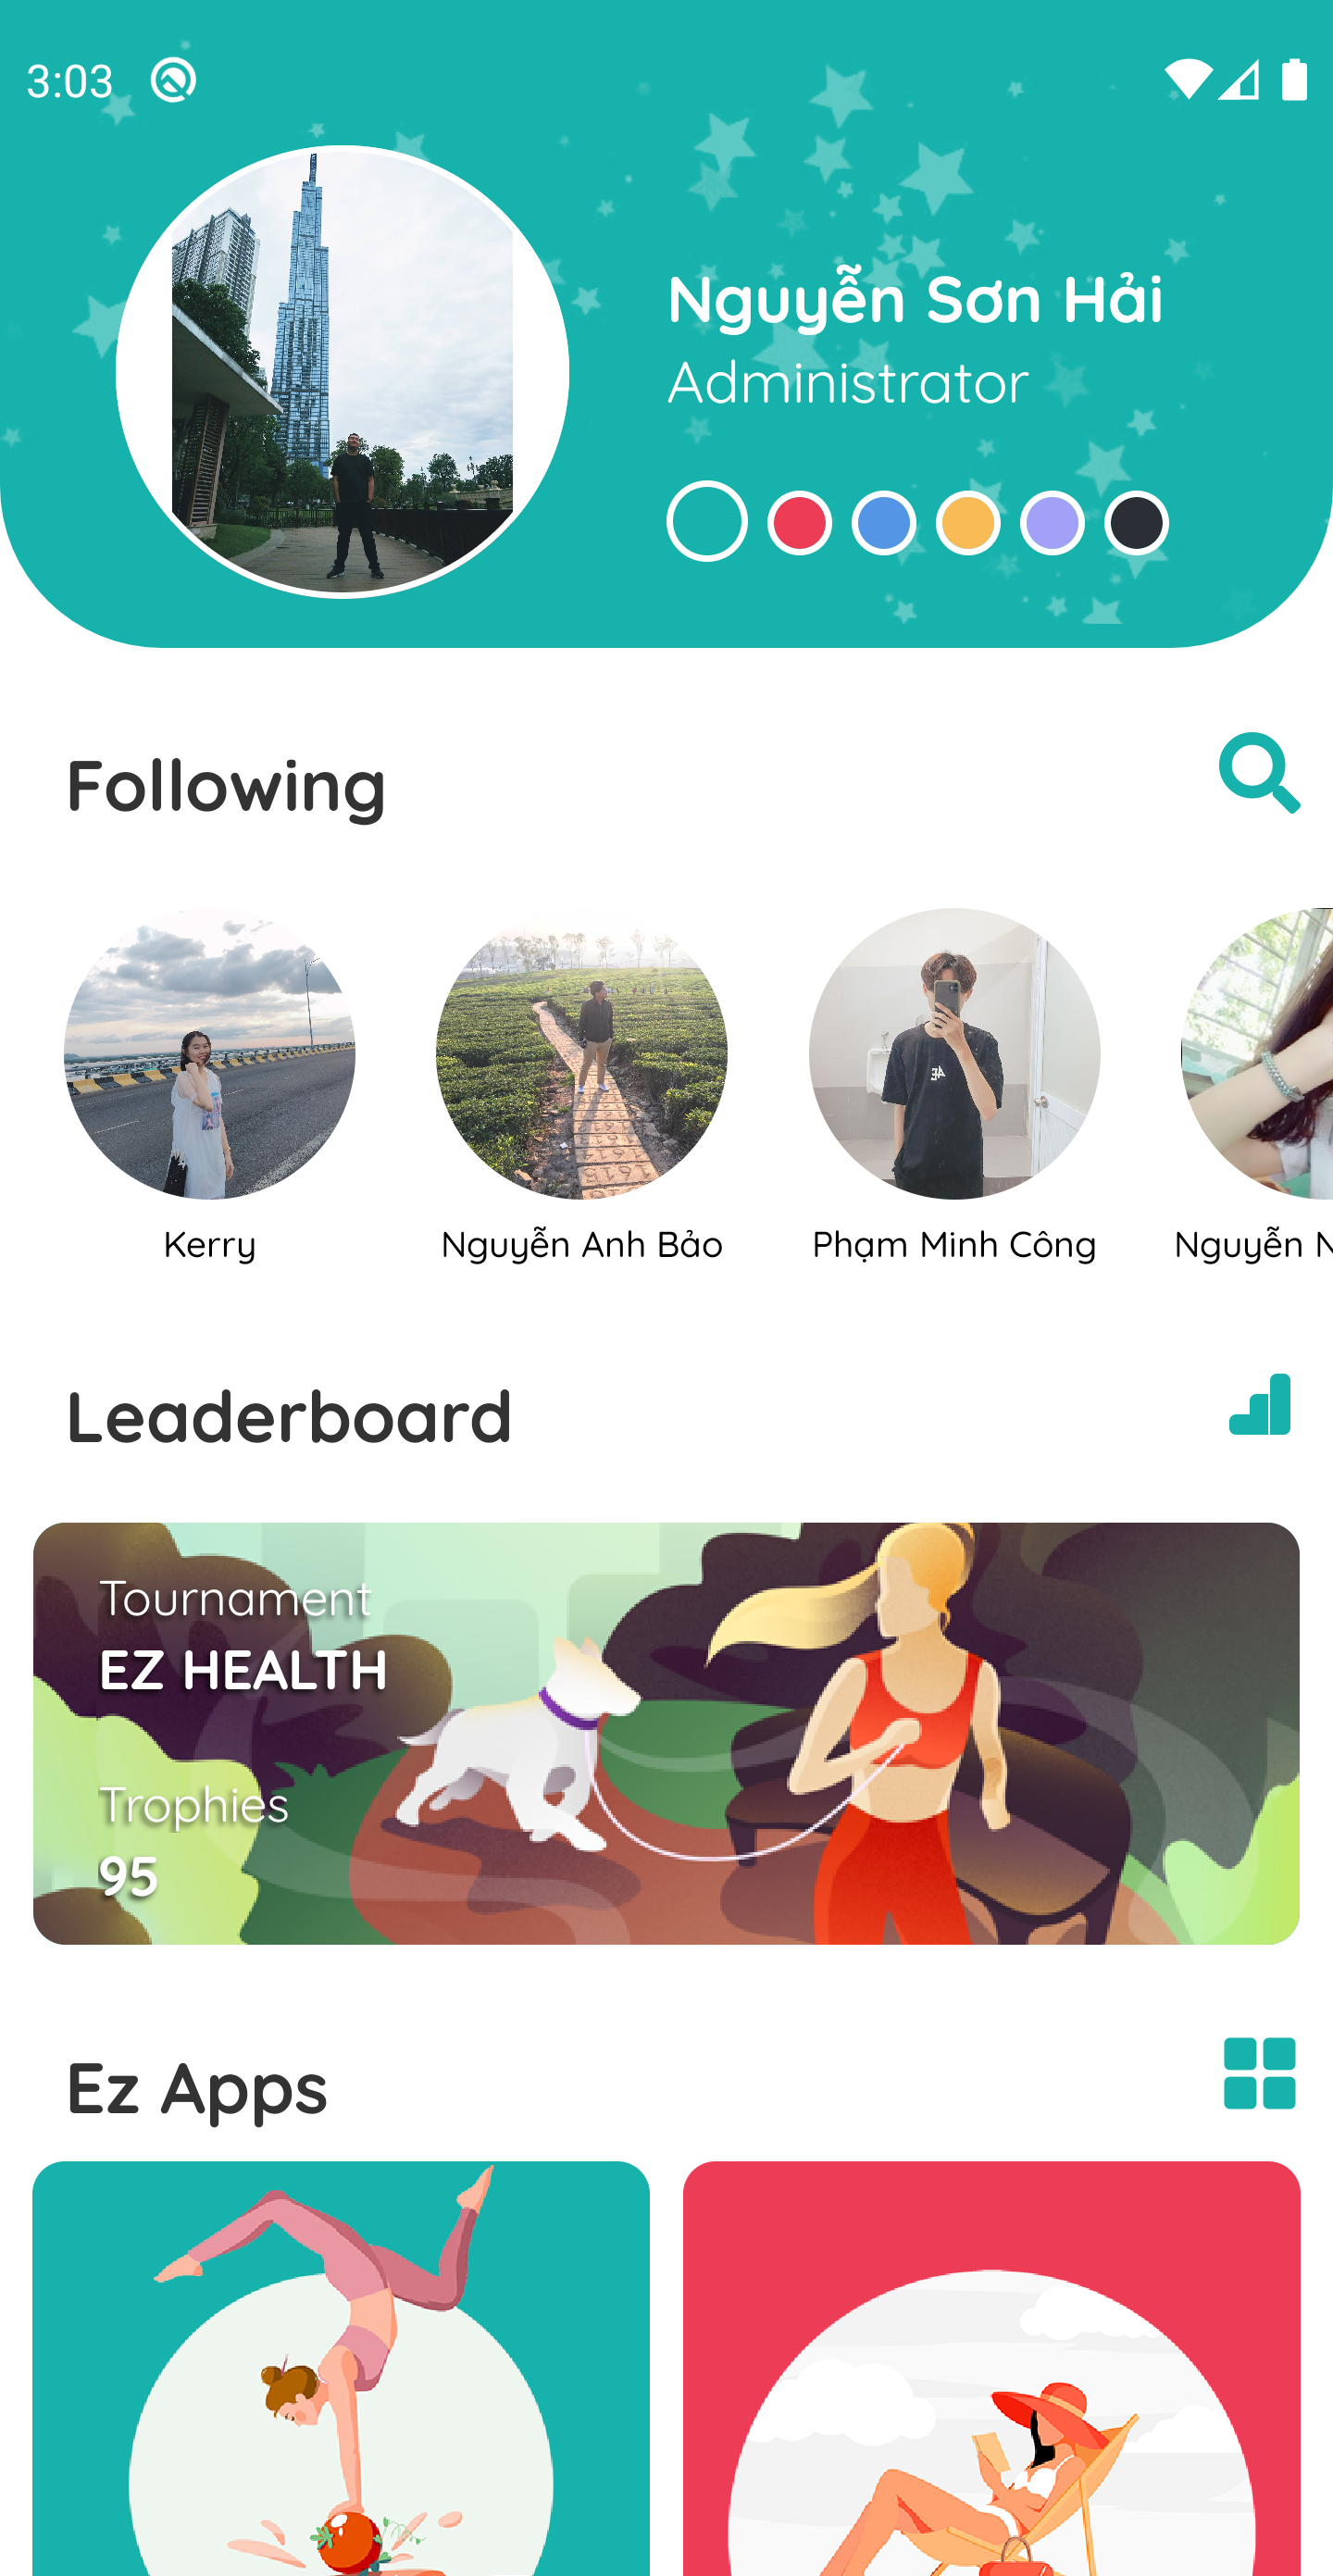 3:03
Nguyễn Sơn Hải
Administrator
Following
Kerry
Nguyễn Anh Bảo
Phạm Minh Công
Nguyễn N
Leaderboard
Tournament
EZ HEALTH
Trophies
95
Ez Apps